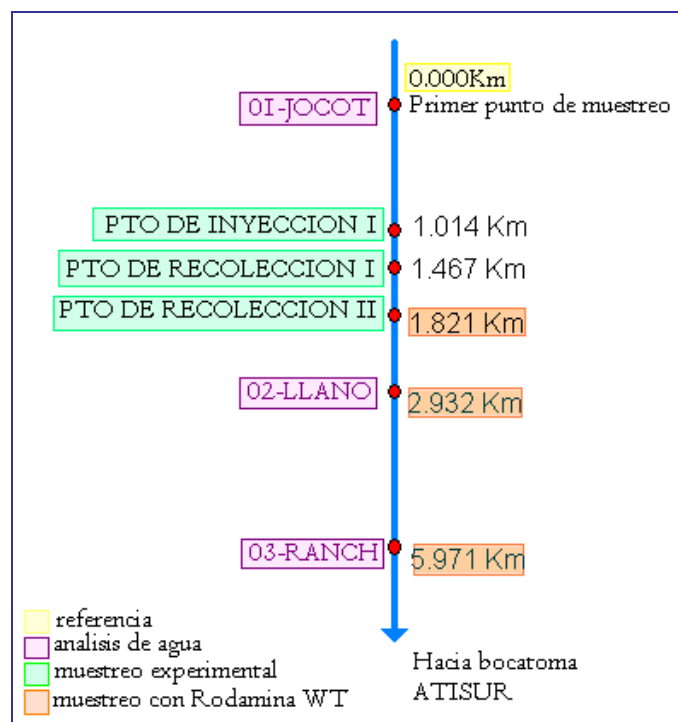 0.000Km
01-JOCOT
Primer punto de muestreo
PTO DE INYECCION I
1.014 Km
PTO DE RECOLECCION I
1.467 Km
PTO DE RECOLECCION II
1.821 Km
02-LLANO
2.932 Km
03-RANCH
5.971 Km
referencia
analisis de agua
muestreo experimental
muestreo con Rodamina WT
Hacia bocatoma
ATISUR